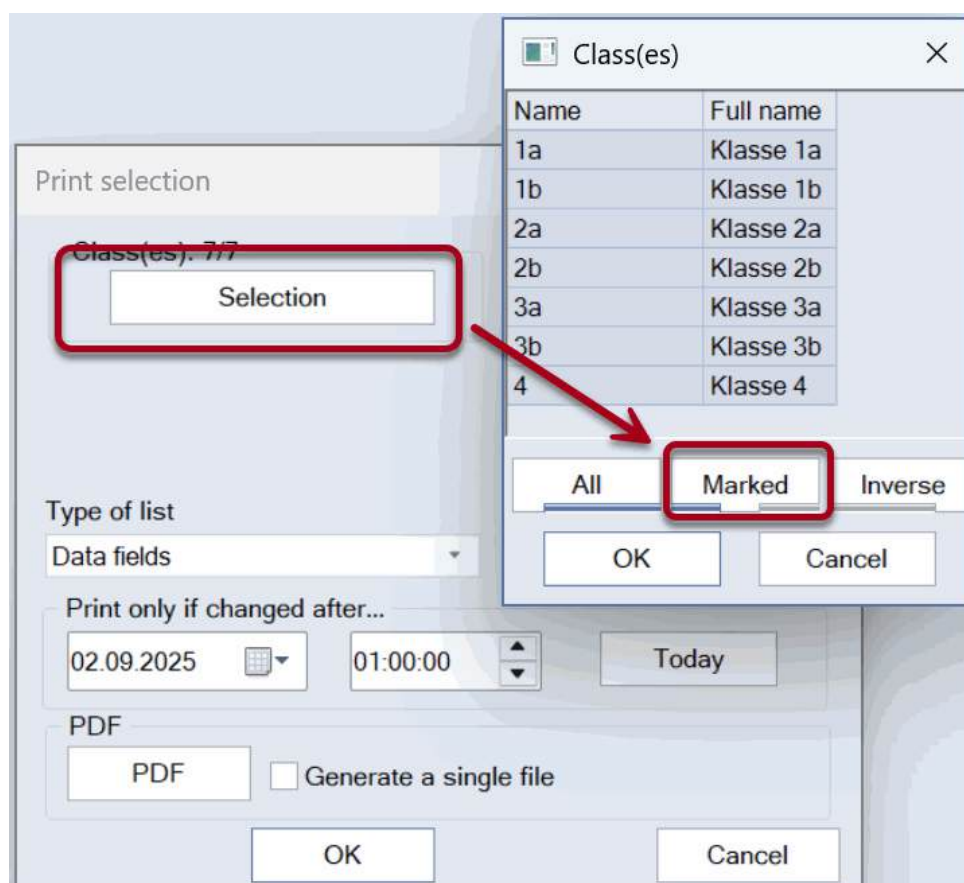 Class(es)
Name Full name
1a Klasse 1a
1b Klasse 1b
2a Klasse 2a
2b Klasse 2b
3a Klasse 3a
3b Klasse 3b
4 Klasse 4
All Marked Inverse
OK Cancel
Print selection
Class(es): 7/7
Selection
Type of list
Data fields
Print only if changed after...
02.09.2025 01:00:00 Today
PDF
PDF Generate a single file
OK Cancel